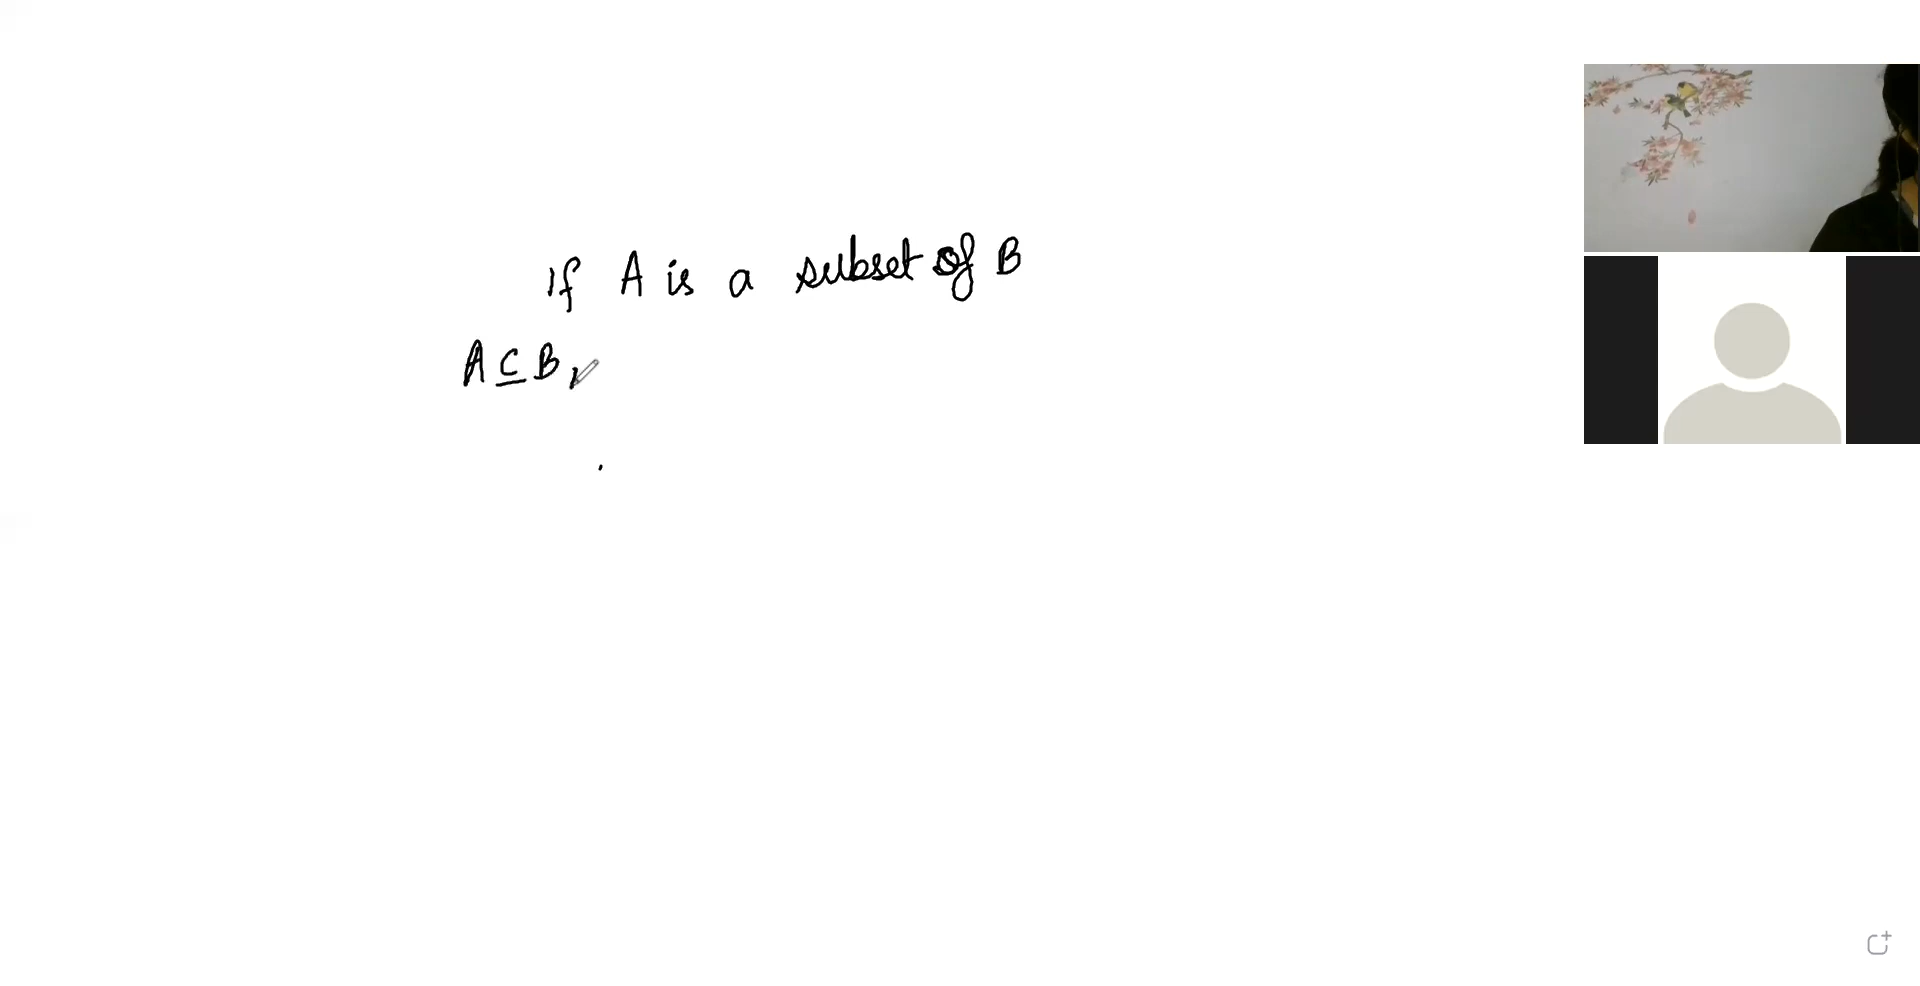 If A is a subset of B
A ⊆ B,